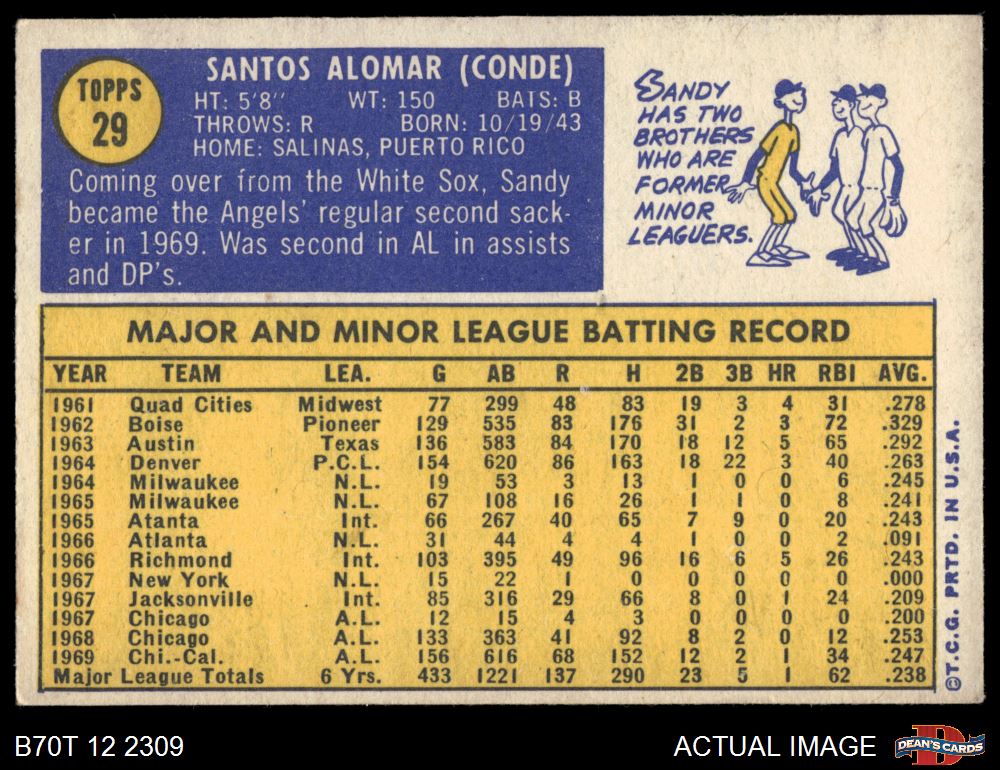 TOPPS
29
SANTOS ALOMAR (CONDE)
HT: 5'8" WT: 150 BATS: B
THROWS: R BORN: 10/19/43
HOME: SALINAS, PUERTO RICO
Coming over from the White Sox, Sandy
became the Angels' regular second sack-
er in 1969. Was second in AL in assists
and DP's.
SANDY
HAS TWO
BROTHERS
WHO ARE
FORMER
MINOR
LEAGUERS.
MAJOR AND MINOR LEAGUE BATTING RECORD
YEAR TEAM LEA. G AB R H 2B 3B HR RBI AVG.
1961 Quad Cities Midwest 77 299 48 83 19 3 4 31 .278
1962 Boise Pioneer 129 535 83 176 31 2 3 72 .329
1963 Austin Texas 136 583 84 170 18 12 5 65 .292
1964 Denver P.C.L. 154 620 86 163 18 22 3 40 .263
1964 Milwaukee N.L. 19 53 3 13 1 0 0 6 .245
1965 Milwaukee N.L. 67 108 16 26 1 1 0 8 .241
1965 Atanta Int. 66 267 40 65 7 9 0 20 .243
1966 Atlanta N.L. 31 44 4 4 1 0 0 2 .091
1966 Richmond Int. 103 395 49 96 16 6 5 26 .243
1967 New York N.L. 15 22 1 0 0 0 0 0 .000
1967 Jacksonville Int. 85 316 29 66 8 0 1 24 .209
1967 Chicago A.L. 12 15 4 3 0 0 0 0 .200
1968 Chicago A.L. 133 363 41 92 8 2 0 12 .253
1969 Chi.-Cal. A.L. 156 616 68 152 12 2 1 34 .247
Major League Totals 6 Yrs. 433 1221 137 290 23 5 1 62 .238
©T.C.G. PRTD. IN U.S.A.
B70T 12 2309
ACTUAL IMAGE
DEAN'S CARDS